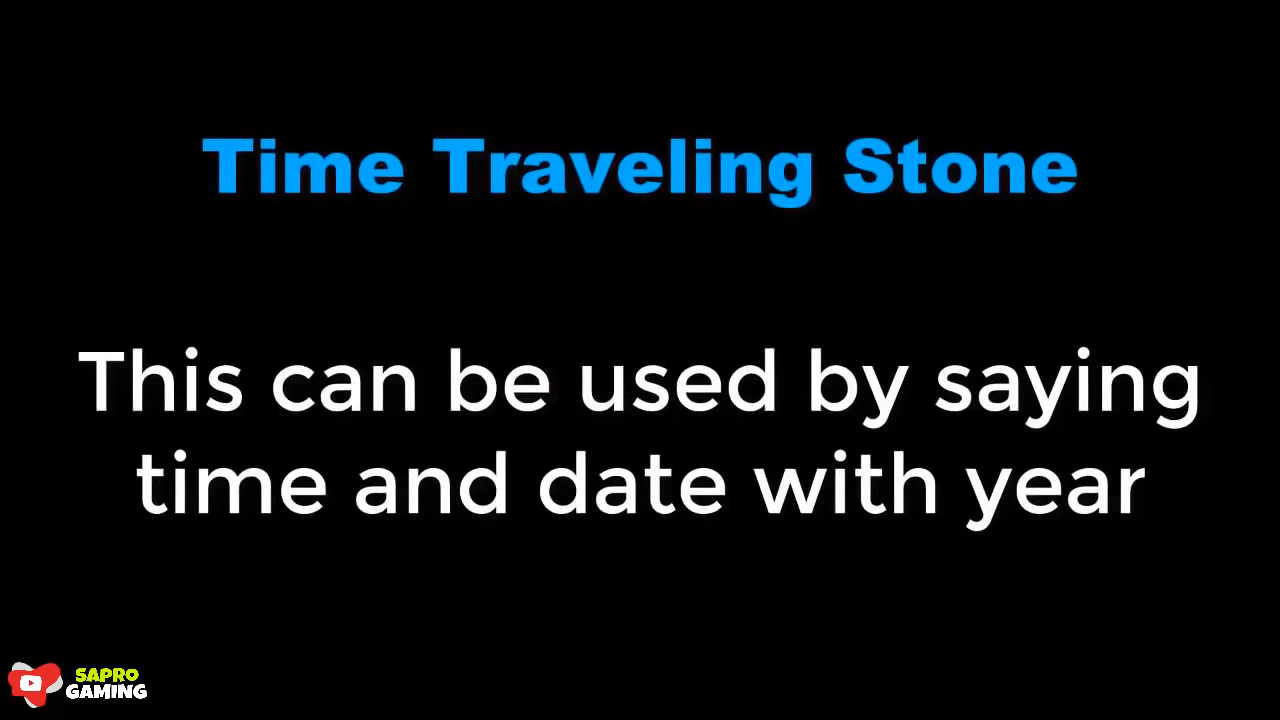 Time Traveling Stone
This can be used by saying
time and date with year
SAPRO
GAMING